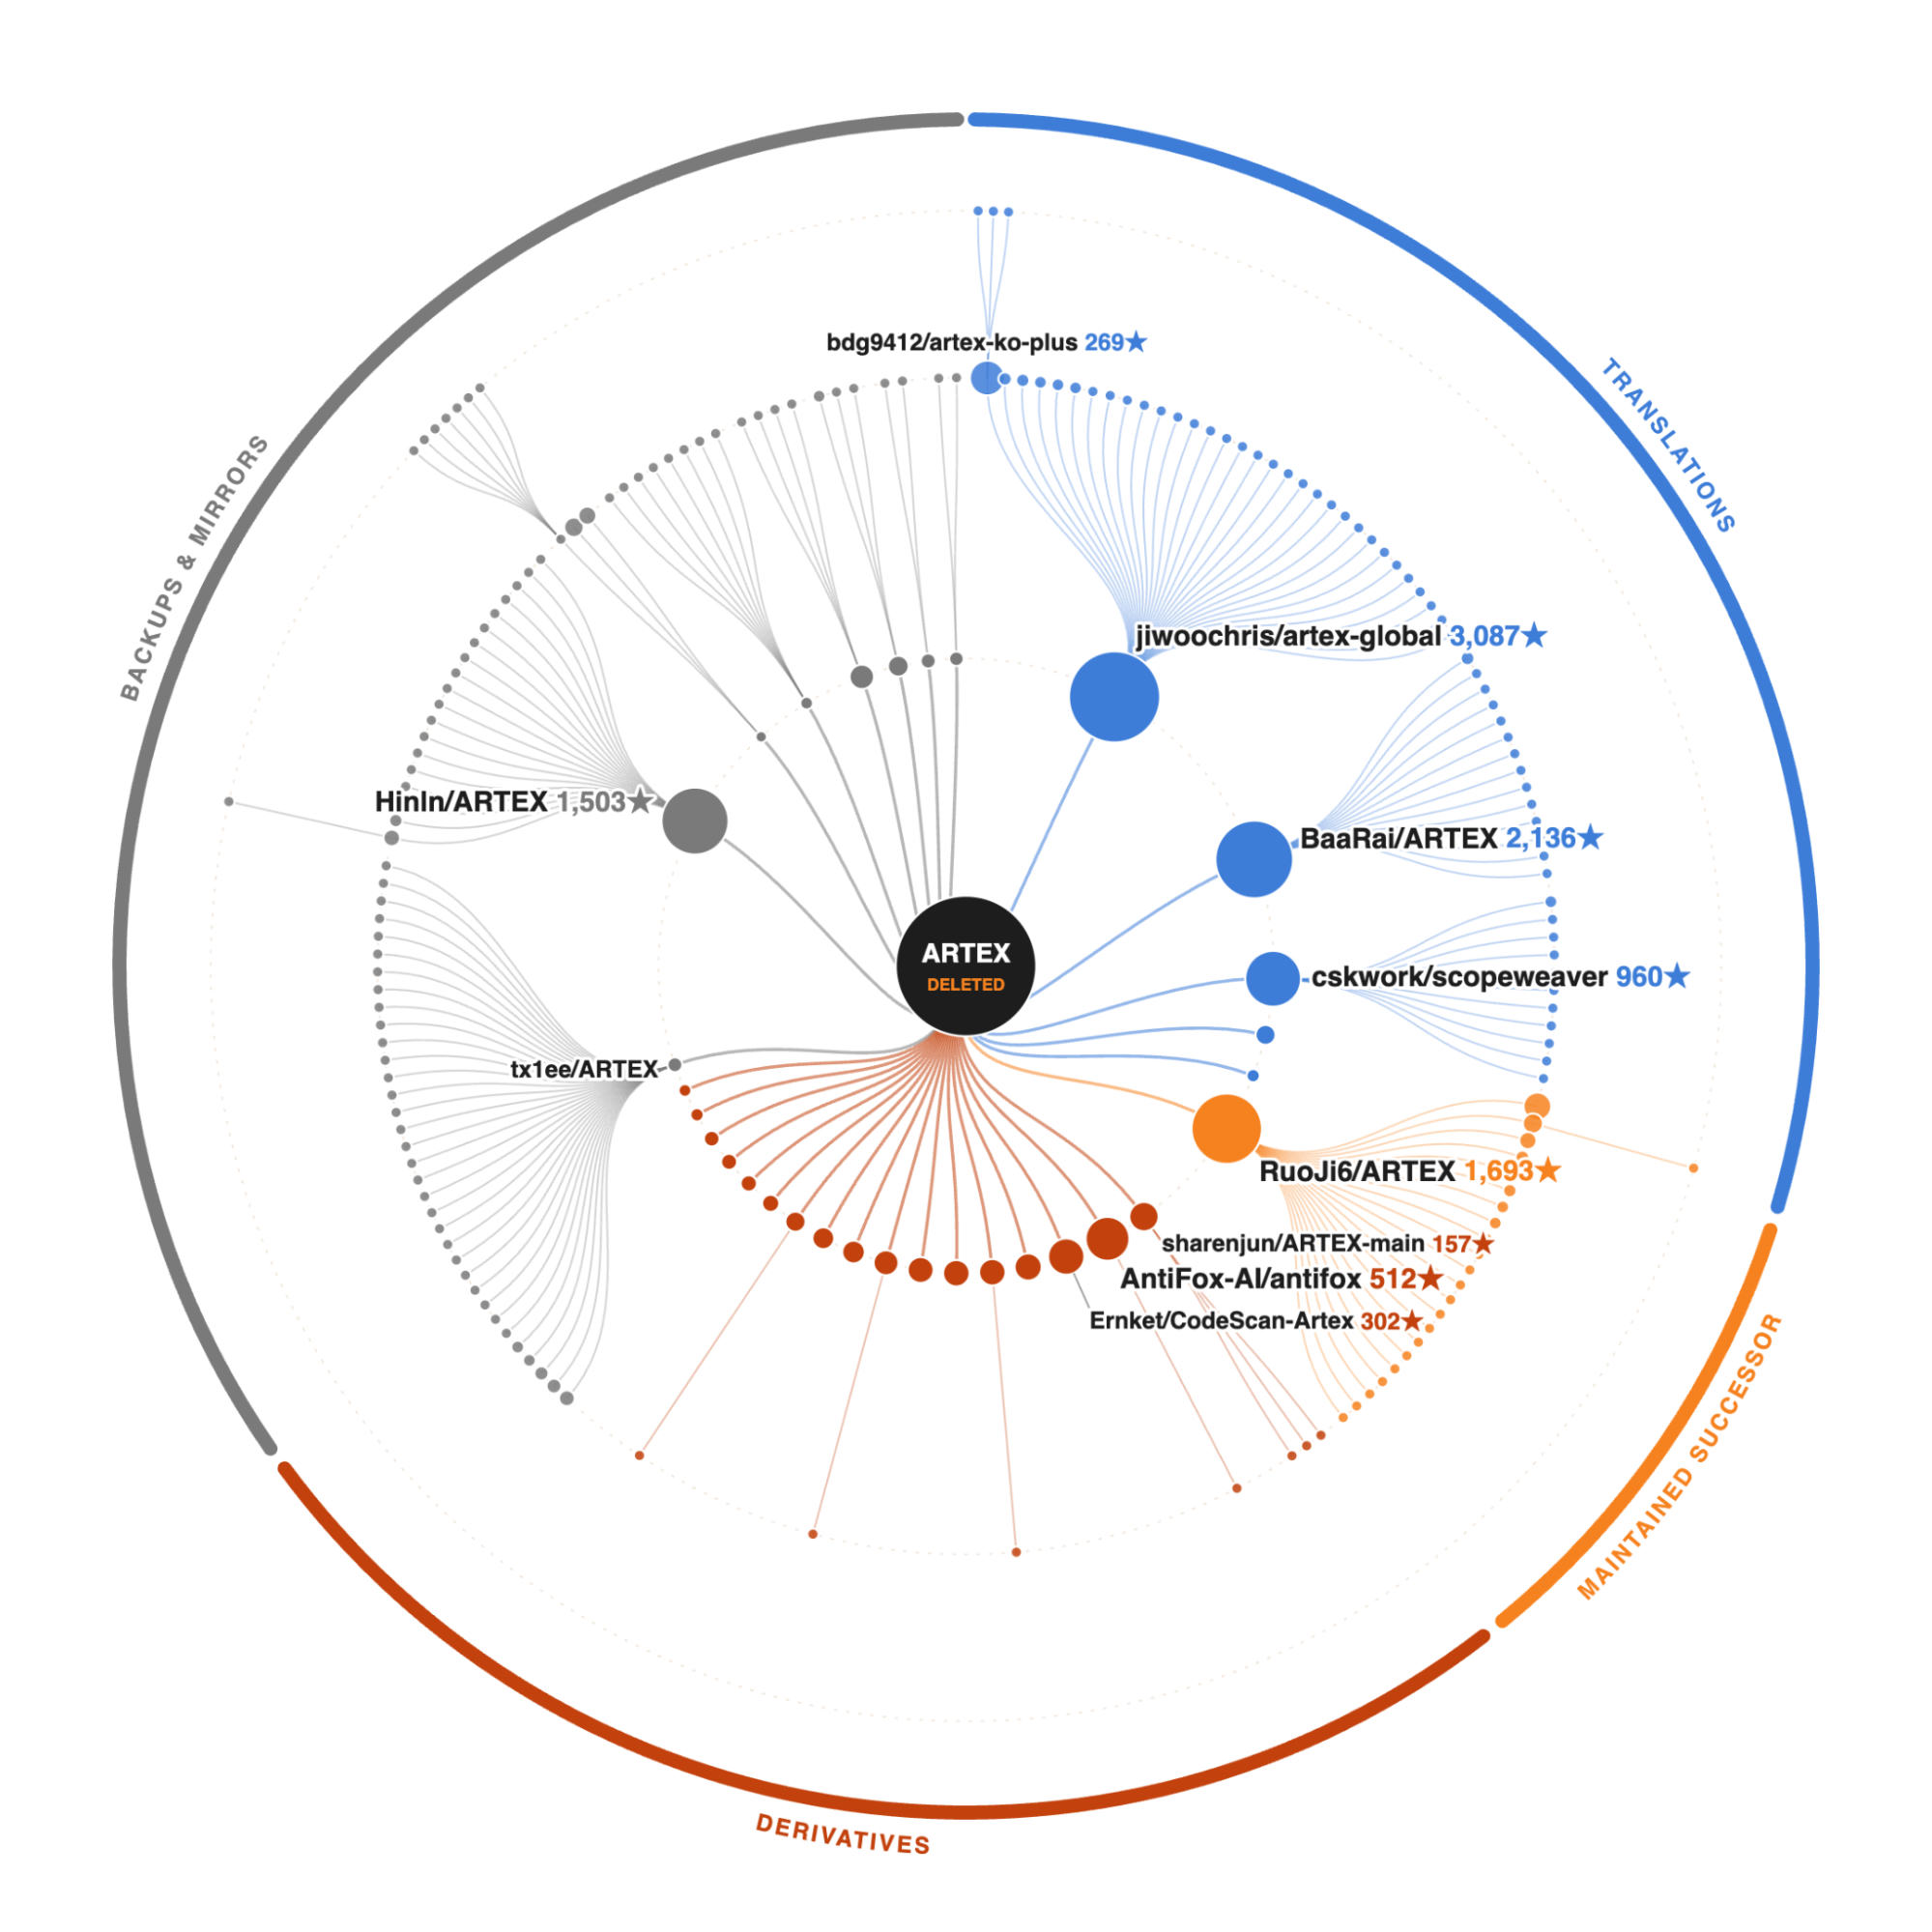 TRANSLATIONS
bdg9412/artex-ko-plus 269★
BACKUPS & MIRRORS
jiwoochris/artex-global 3,087★
HinIn/ARTEX 1,503★
BaaRai/ARTEX 2,136★
ARTEX
DELETED
cskwork/scopeweaver 960★
tx1ee/ARTEX
RuoJi6/ARTEX 1,693★
sharenjun/ARTEX-main 157★
AntiFox-AI/antifox 512★
Ernket/CodeScan-Artex 302★
MAINTAINED SUCCESSOR
DERIVATIVES